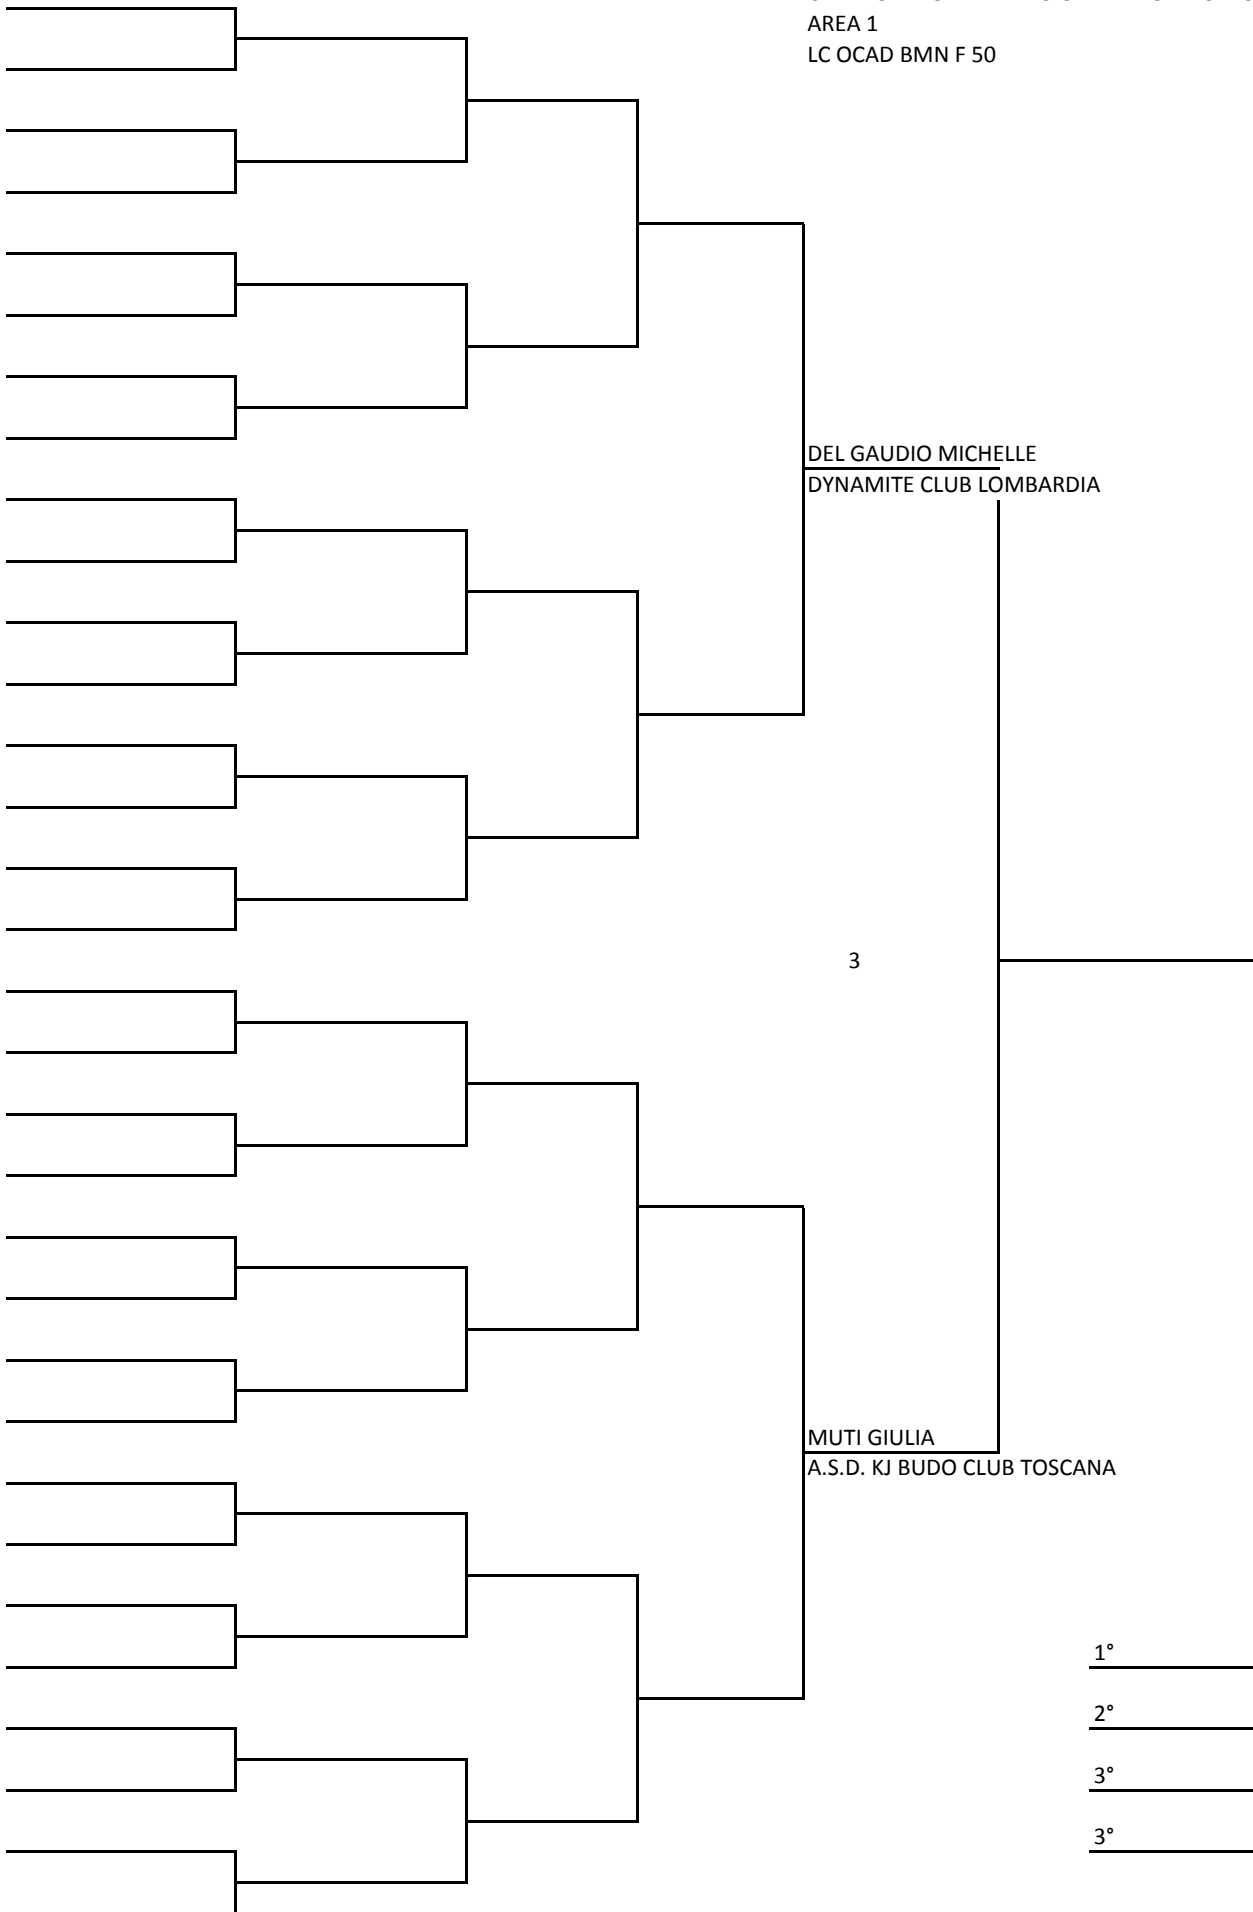 AREA 1
LC OCAD BMN F 50
DEL GAUDIO MICHELLE
DYNAMITE CLUB LOMBARDIA
3
MUTI GIULIA
A.S.D. KJ BUDO CLUB TOSCANA
1°
2°
3°
3°